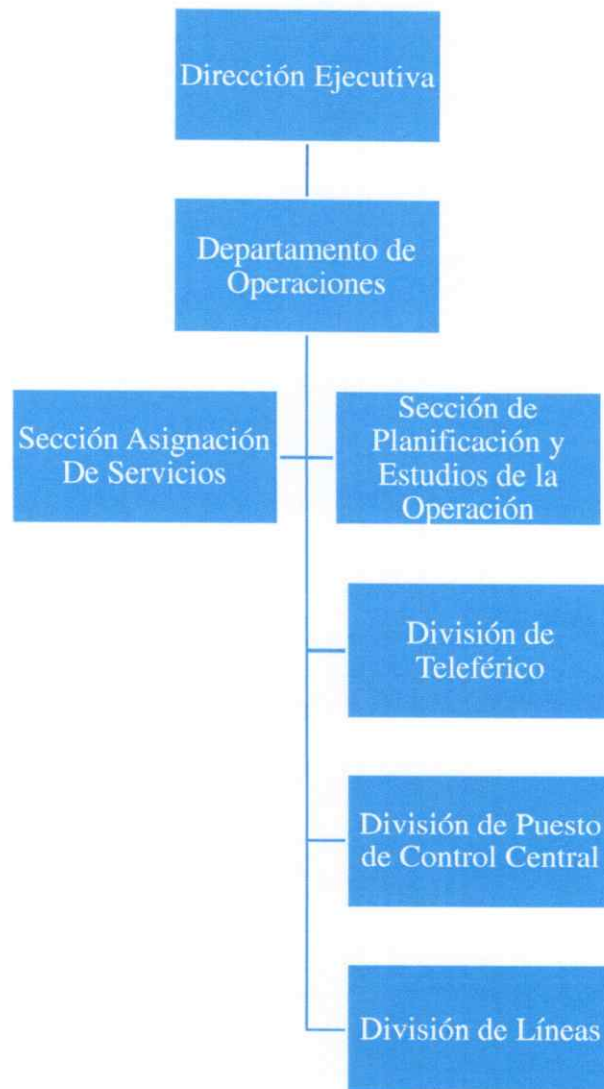 Dirección Ejecutiva
Departamento de
Operaciones
Sección Asignación
De Servicios
Sección de
Planificación y
Estudios de la
Operación
División de
Teleférico
División de Puesto
de Control Central
División de Líneas